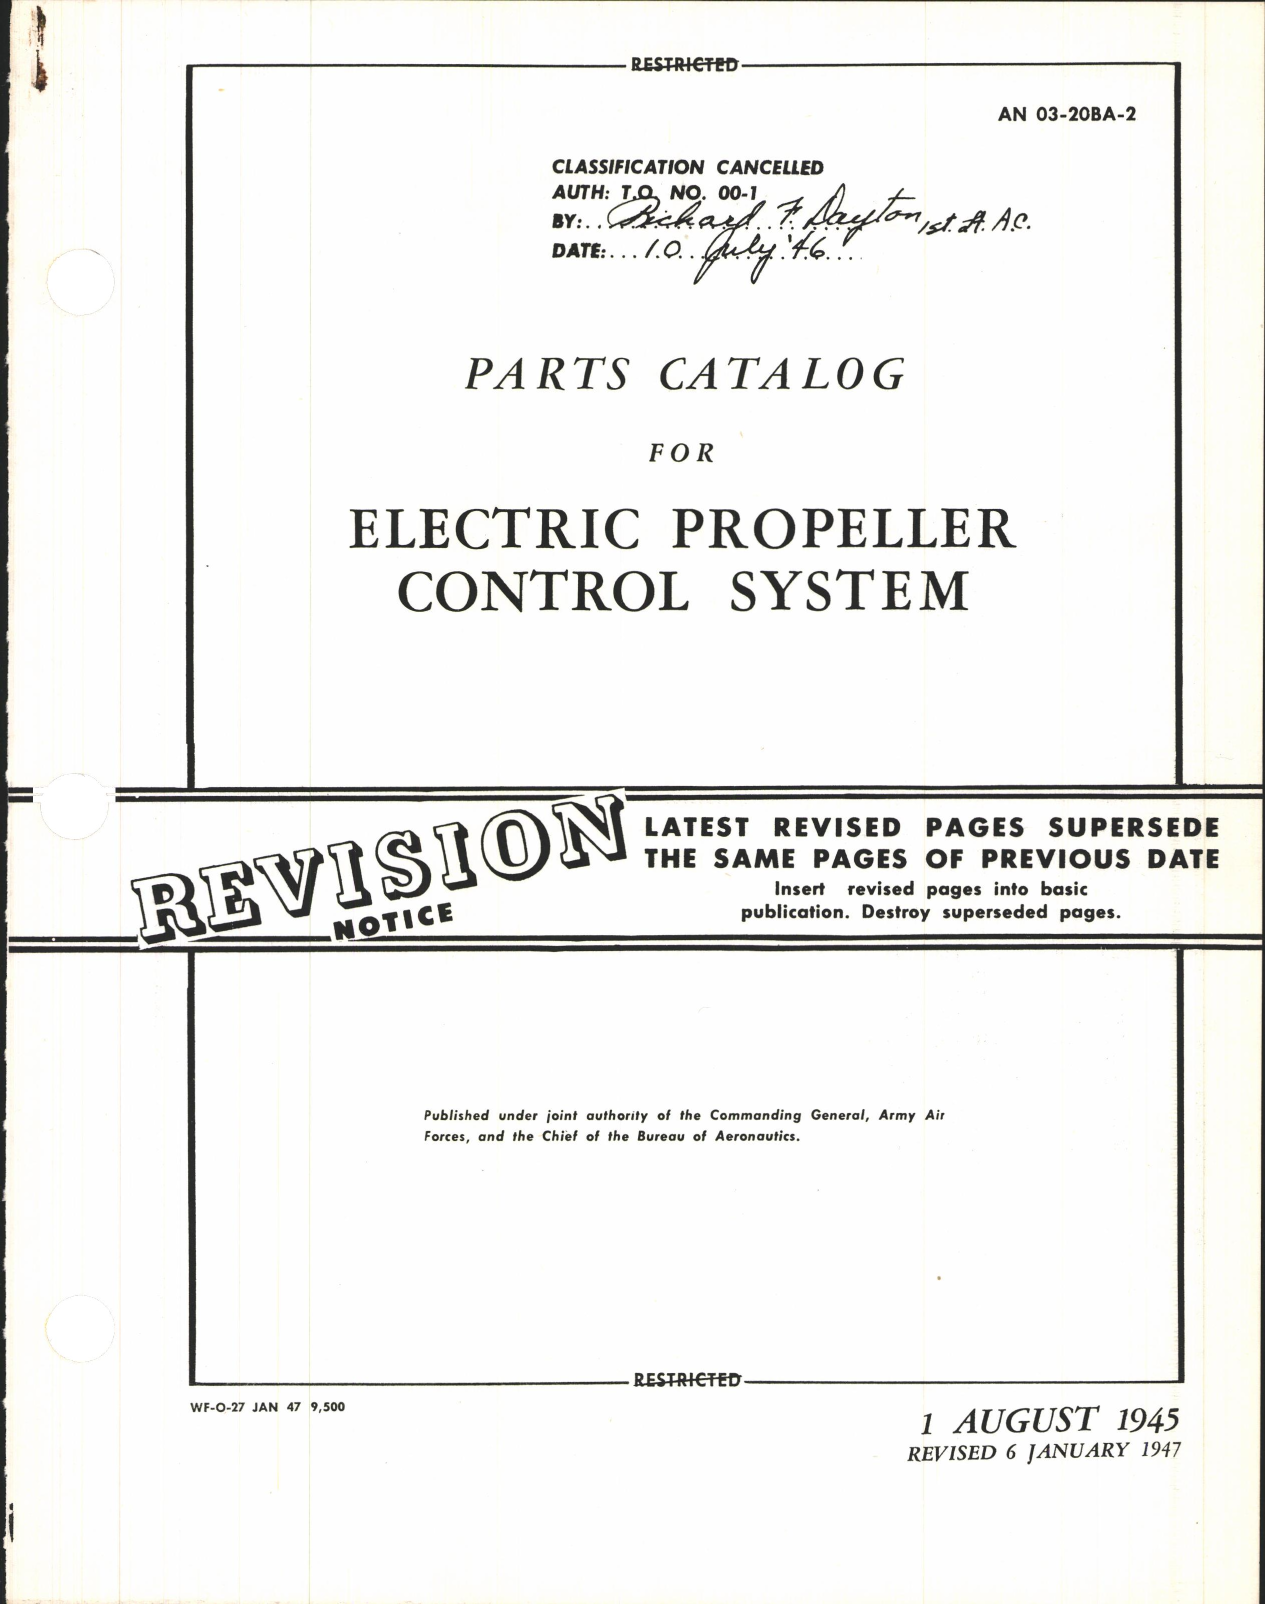 RESTRICTED
AN 03-20BA-2
CLASSIFICATION CANCELLED
AUTH: T.O. NO. 00-1
BY:..Richard F. Dayton, 1st. Lt. A.C.
DATE:...10 July '46....
PARTS CATALOG
FOR
ELECTRIC PROPELLER
CONTROL SYSTEM
REVISION
NOTICE
LATEST REVISED PAGES SUPERSEDE
THE SAME PAGES OF PREVIOUS DATE
Insert revised pages into basic
publication. Destroy superseded pages.
Published under joint authority of the Commanding General, Army Air
Forces, and the Chief of the Bureau of Aeronautics.
RESTRICTED
WF-O-27 JAN 47 9,500
1 AUGUST 1945
REVISED 6 JANUARY 1947